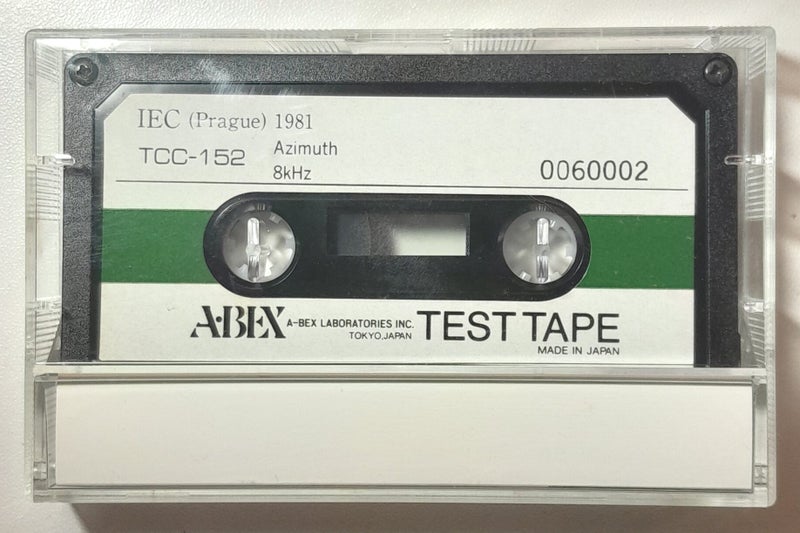 IEC (Prague) 1981
TCC-152 Azimuth
8kHz
0060002
A·BEX A-BEX LABORATORIES INC. TEST TAPE
TOKYO,JAPAN
MADE IN JAPAN